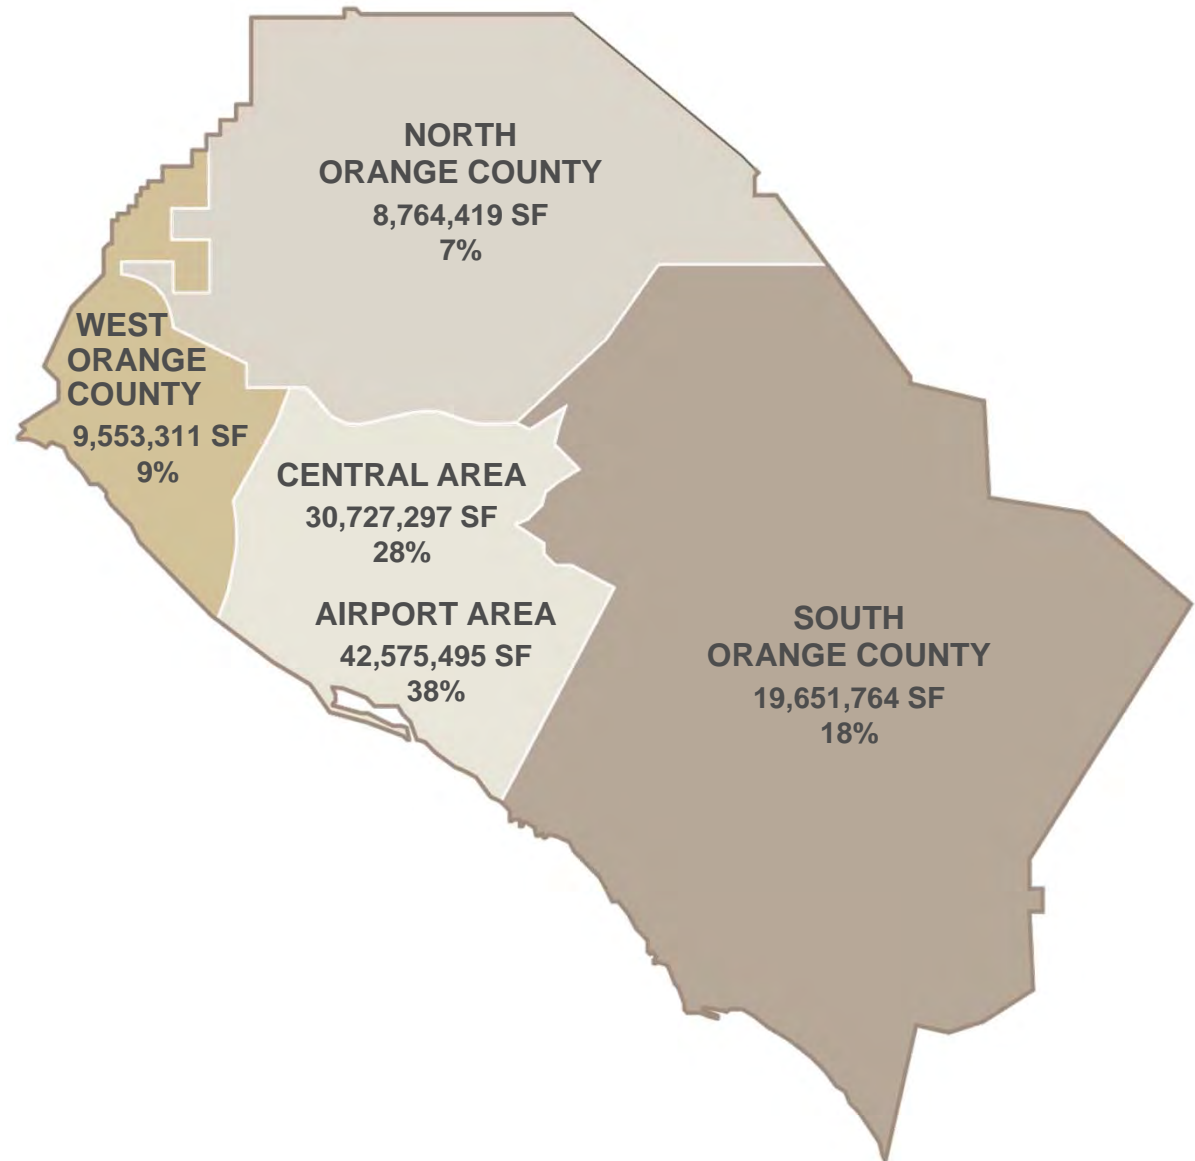 NORTH
ORANGE COUNTY
8,764,419 SF
7%
WEST
ORANGE
COUNTY
9,553,311 SF
9%
CENTRAL AREA
30,727,297 SF
28%
AIRPORT AREA
42,575,495 SF
38%
SOUTH
ORANGE COUNTY
19,651,764 SF
18%